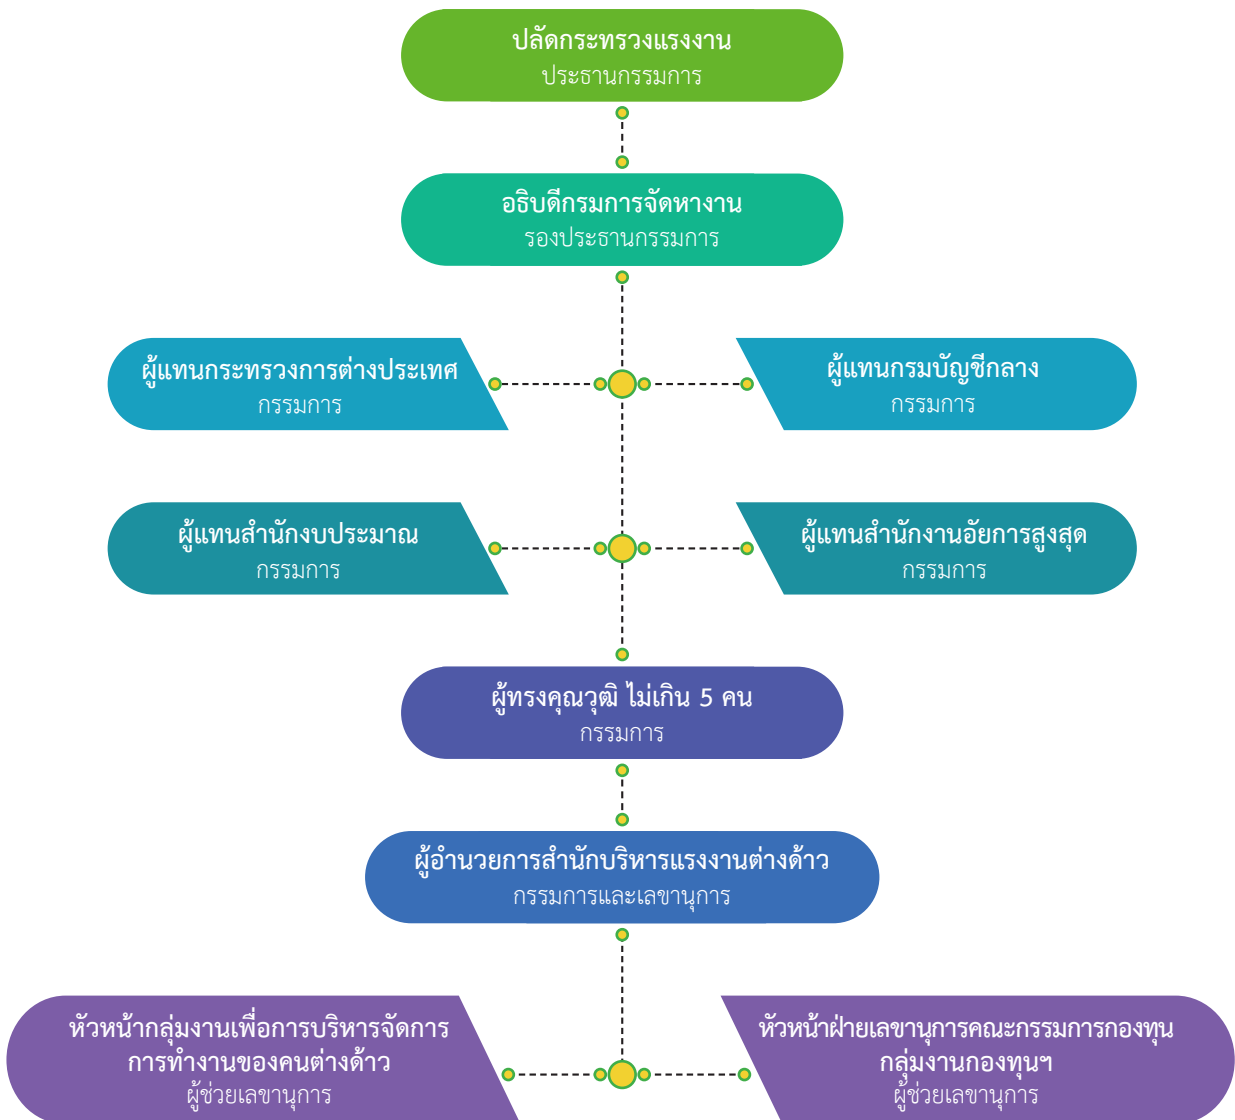 ปลัดกระทรวงแรงงาน
ประธานกรรมการ
อธิบดีกรมการจัดหางาน
รองประธานกรรมการ
ผู้แทนกระทรวงการต่างประเทศ
กรรมการ
ผู้แทนกรมบัญชีกลาง
กรรมการ
ผู้แทนสำนักงบประมาณ
กรรมการ
ผู้แทนสำนักงานอัยการสูงสุด
กรรมการ
ผู้ทรงคุณวุฒิ ไม่เกิน 5 คน
กรรมการ
ผู้อำนวยการสำนักบริหารแรงงานต่างด้าว
กรรมการและเลขานุการ
หัวหน้ากลุ่มงานเพื่อการบริหารจัดการ
การทำงานของคนต่างด้าว
ผู้ช่วยเลขานุการ
หัวหน้าฝ่ายเลขานุการคณะกรรมการกองทุน
กลุ่มงานกองทุนฯ
ผู้ช่วยเลขานุการ